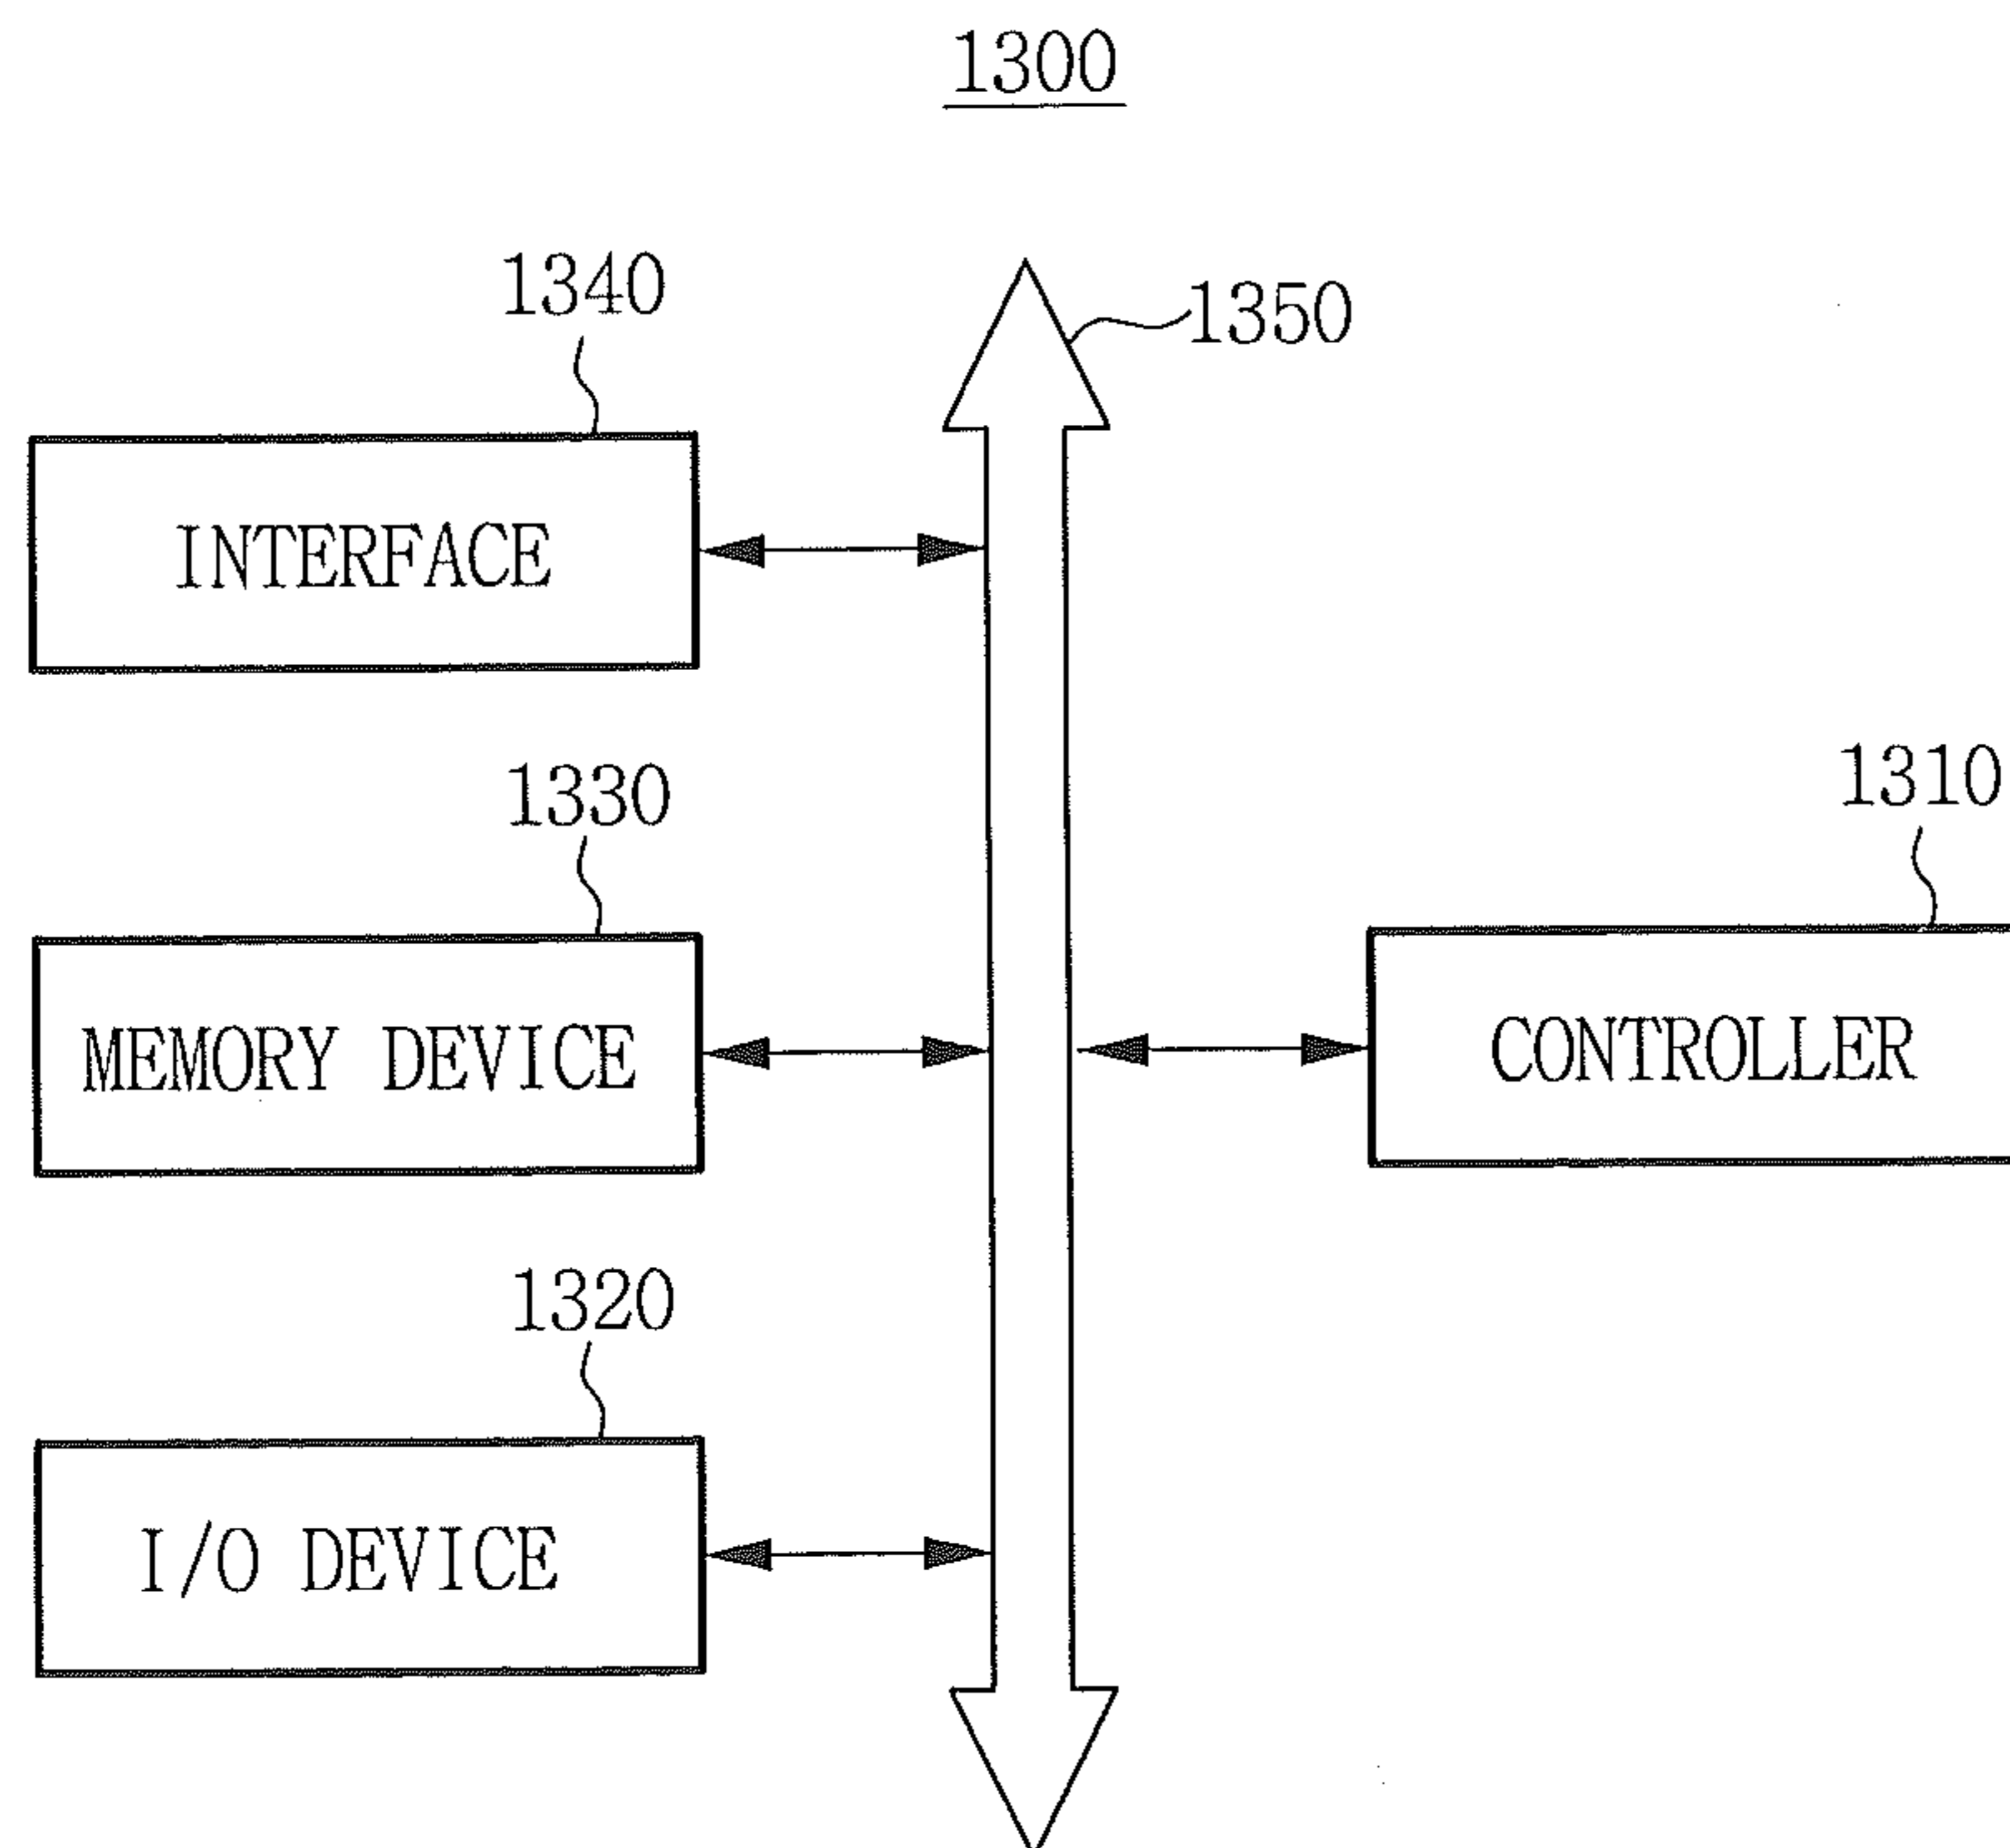 1300
1340
1350
INTERFACE
1330
1310
MEMORY DEVICE
CONTROLLER
1320
I/O DEVICE